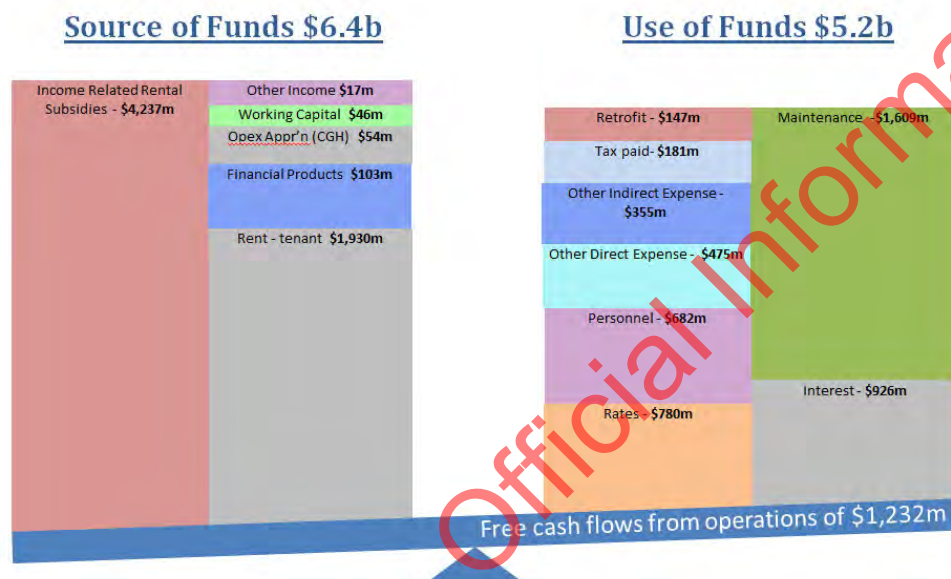 Source of Funds $6.4b
Use of Funds $5.2b
Income Related Rental
Subsidies - $4,237m
Other Income $17m
Working Capital $46m
Opex Appr'n (CGH) $54m
Financial Products $103m
Rent - tenant $1,930m
Retrofit - $147m
Tax paid- $181m
Other Indirect Expense -
$355m
Other Direct Expense - $475m
Personnel - $682m
Rates - $780m
Maintenance - $1,609m
Interest - $926m
Free cash flows from operations of $1,232m
Official